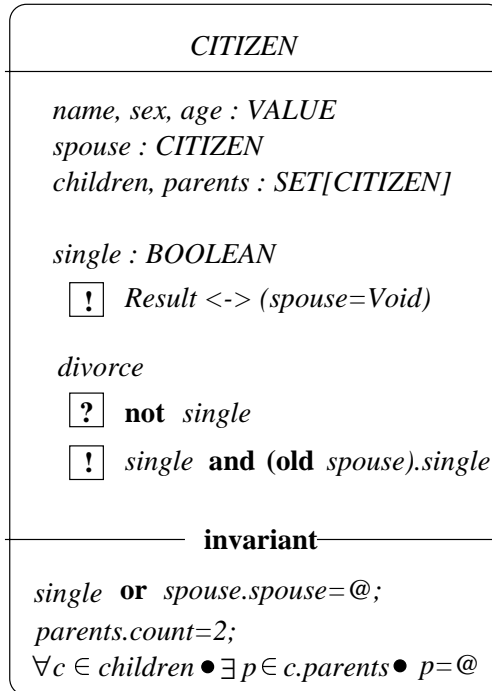 CITIZEN
name, sex, age : VALUE
spouse : CITIZEN
children, parents : SET[CITIZEN]
single : BOOLEAN
! Result <-> (spouse=Void)
divorce
? not single
! single and (old spouse).single
invariant
single or spouse.spouse=@;
parents.count=2;
∀c ∈ children ● ∃ p ∈ c.parents ● p=@